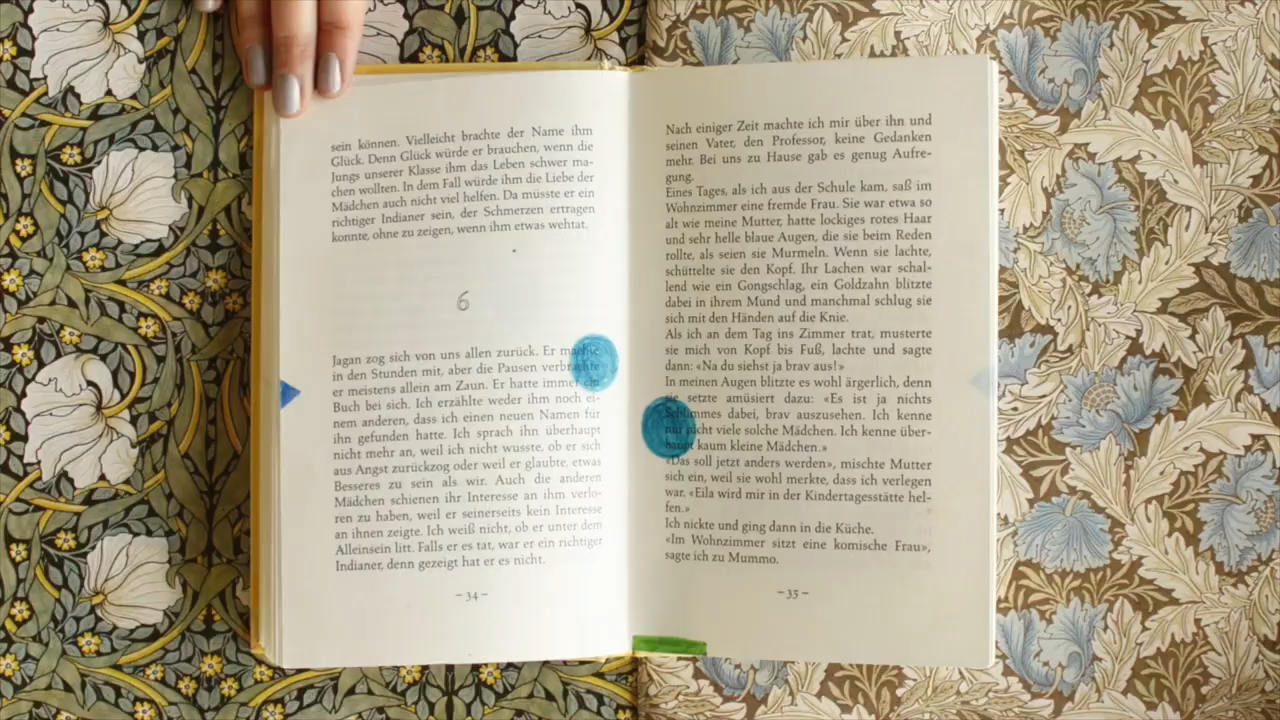 sein können. Vielleicht brachte der Name ihm
Glück. Denn Glück würde er brauchen, wenn die
Jungs unserer Klasse ihm das Leben schwer ma-
chen wollten. In dem Fall würde ihm die Liebe der
Mädchen auch nicht viel helfen. Da müsste er ein
richtiger Indianer sein, der Schmerzen ertragen
konnte, ohne zu zeigen, wenn ihm etwas wehtat.
6
Jagan zog sich von uns allen zurück. Er machte
in den Stunden mit, aber die Pausen verbrachte
er meistens allein am Zaun. Er hatte immer ein
Buch bei sich. Ich erzählte weder ihm noch ei-
nem anderen, dass ich einen neuen Namen für
ihn gefunden hatte. Ich sprach ihn überhaupt
nicht mehr an, weil ich nicht wusste, ob er sich
aus Angst zurückzog oder weil er glaubte, etwas
Besseres zu sein als wir. Auch die anderen
Mädchen schienen ihr Interesse an ihm verlo-
ren zu haben, weil er seinerseits kein Interesse
an ihnen zeigte. Ich weiß nicht, ob er unter dem
Alleinsein litt. Falls er es tat, war er ein richtiger
Indianer, denn gezeigt hat er es nicht.
– 34 –
Nach einiger Zeit machte ich mir über ihn und
seinen Vater, den Professor, keine Gedanken
mehr. Bei uns zu Hause gab es genug Aufre-
gung.
Eines Tages, als ich aus der Schule kam, saß im
Wohnzimmer eine fremde Frau. Sie war etwa so
alt wie meine Mutter, hatte lockiges rotes Haar
und sehr helle blaue Augen, die sie beim Reden
rollte, als seien sie Murmeln. Wenn sie lachte,
schüttelte sie den Kopf. Ihr Lachen war schal-
lend wie ein Gongschlag, ein Goldzahn blitzte
dabei in ihrem Mund und manchmal schlug sie
sich mit den Händen auf die Knie.
Als ich an dem Tag ins Zimmer trat, musterte
sie mich von Kopf bis Fuß, lachte und sagte
dann: «Na du siehst ja brav aus!»
In meinen Augen blitzte es wohl ärgerlich, denn
sie setzte amüsiert dazu: «Es ist ja nichts
Schlimmes dabei, brav auszusehen. Ich kenne
nur nicht viele solche Mädchen. Ich kenne über-
haupt kaum kleine Mädchen.»
«Das soll jetzt anders werden», mischte Mutter
sich ein, weil sie wohl merkte, dass ich verlegen
war. «Eila wird mir in der Kindertagesstätte hel-
fen.»
Ich nickte und ging dann in die Küche.
«Im Wohnzimmer sitzt eine komische Frau»,
sagte ich zu Mummo.
– 35 –